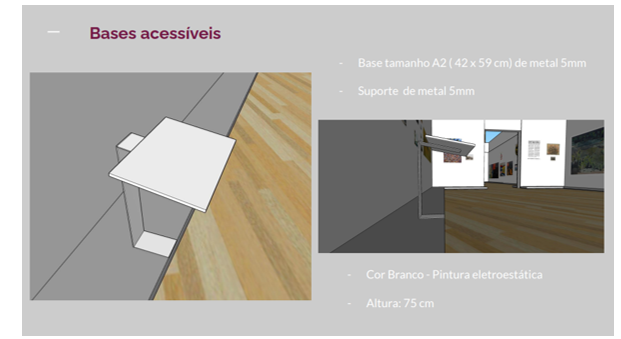 Bases acessíveis
- Base tamanho A2 ( 42 x 59 cm) de metal 5mm
- Suporte de metal 5mm
- Cor Branco - Pintura eletroestática
- Altura: 75 cm